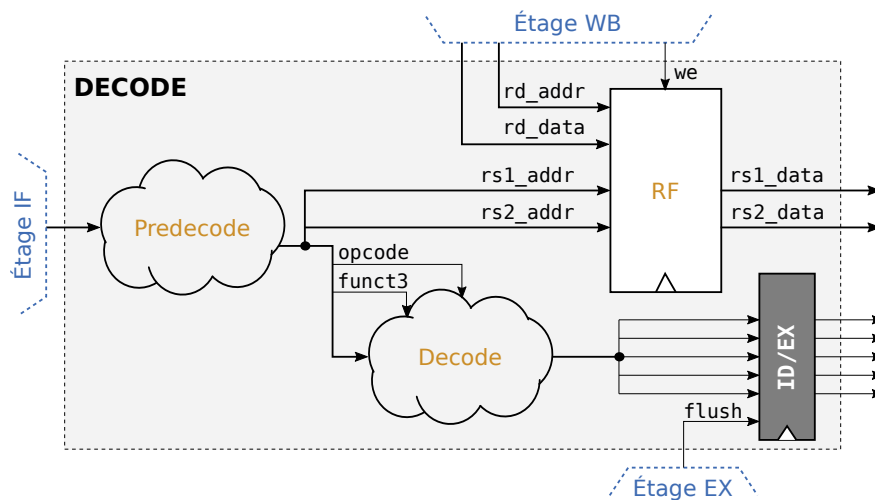 Étage WB
DECODE
we
rd_addr
rd_data
rs1_addr
rs2_addr
RF
rs1_data
rs2_data
Étage IF
Predecode
opcode
funct3
Decode
ID/EX
flush
Étage EX